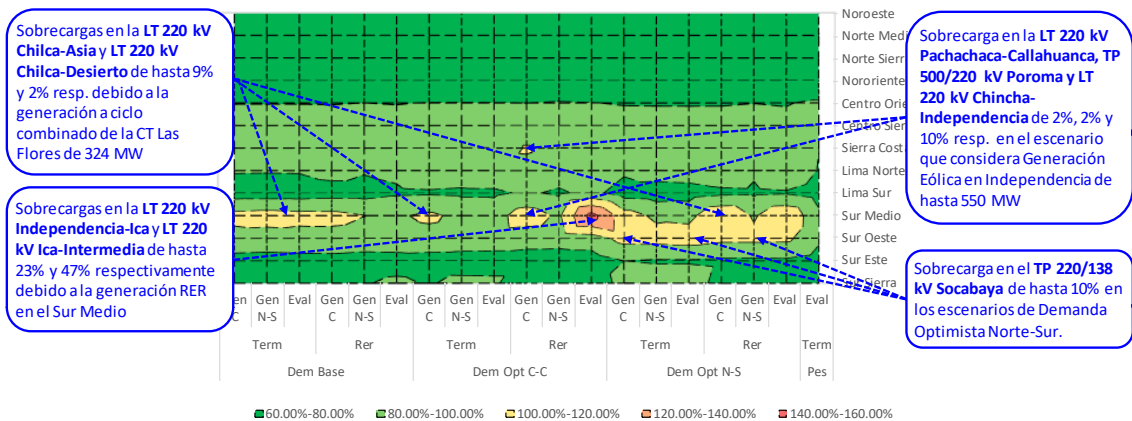 Sobrecargas en la LT 220 kV
Chilca-Asia y LT 220 kV
Chilca-Desierto de hasta 9%
y 2% resp. debido a la
generación a ciclo
combinado de la CT Las
Flores de 324 MW
Sobrecargas en la LT 220 kV
Independencia-Ica y LT 220
kV Ica-Intermedia de hasta
23% y 47% respectivamente
debido a la generación RER
en el Sur Medio
Noroeste
Norte Medi
Norte Sierr
Nororiente
Centro Orie
Centro Sier
Sierra Cost
Lima Norte
Lima Sur
Sur Medio
Sur Oeste
Sur Este
Sierra
Sobrecarga en la LT 220 kV
Pachachaca-Callahuanca, TP
500/220 kV Poroma y LT
220 kV Chincha-
Independencia de 2%, 2% y
10% resp. en el escenario
que considera Generación
Eólica en Independencia de
hasta 550 MW
Sobrecarga en el TP 220/138
kV Socabaya de hasta 10% en
los escenarios de Demanda
Optimista Norte-Sur.
en Gen Eval Gen Gen Eval Gen Gen Eval Gen Gen Eval Gen Gen Eval Gen Gen Eval Eval
C N-S C N-S C N-S C N-S C N-S C N-S
Term Rer Term Rer Term Rer Term
Dem Base Dem Opt C-C Dem Opt N-S Pes
60.00%-80.00% 80.00%-100.00% 100.00%-120.00% 120.00%-140.00% 140.00%-160.00%